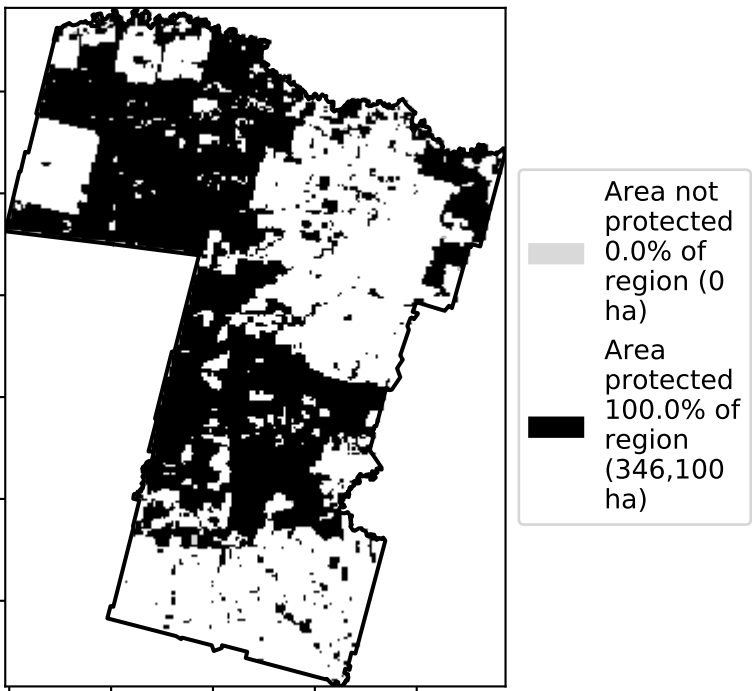 Area not
protected
0.0% of
region (0
ha)
Area
protected
100.0% of
region
(346,100
ha)